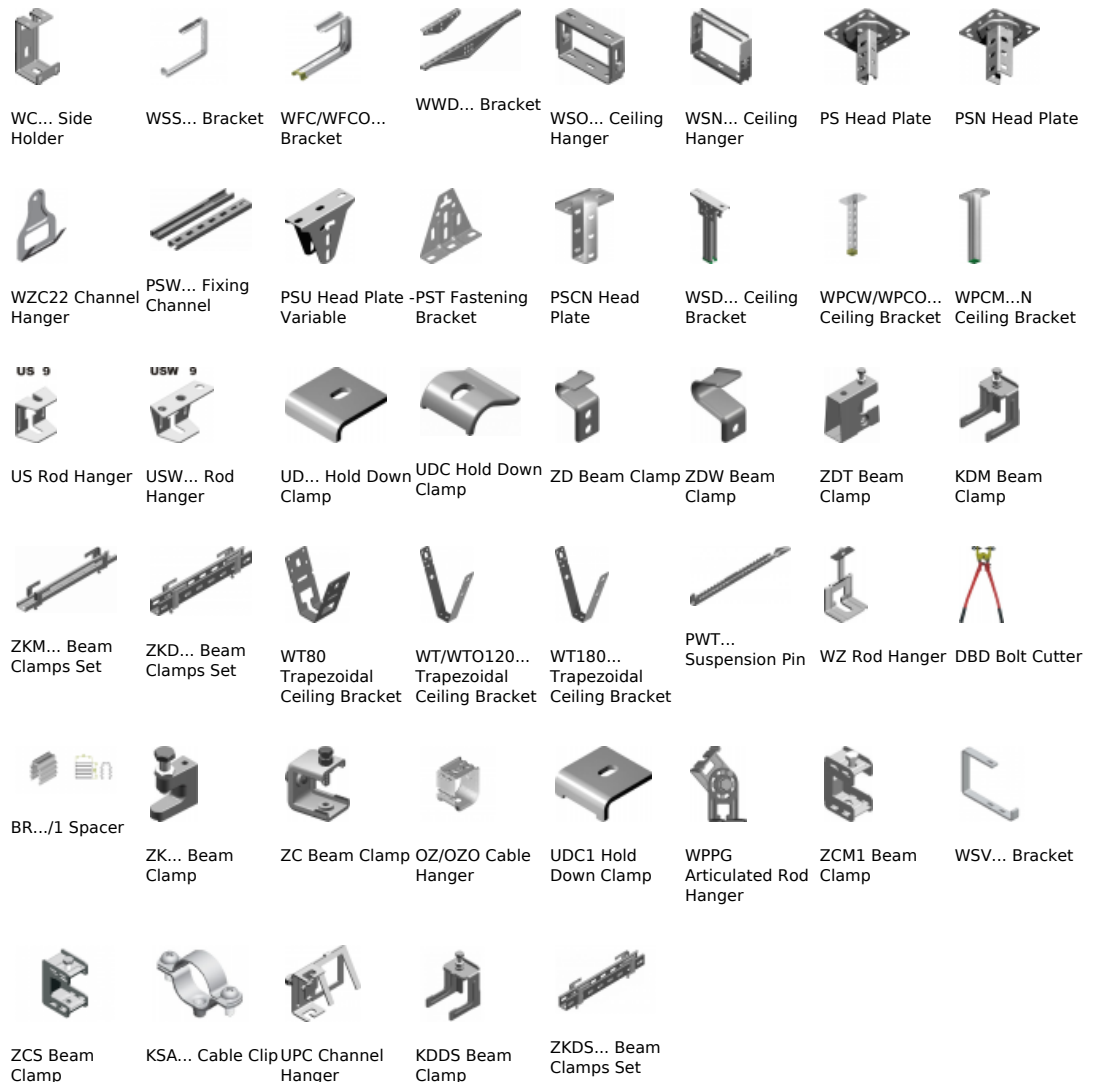 WC... Side
Holder
WSS... Bracket
WFC/WFCO...
Bracket
WWD... Bracket
WSO... Ceiling
Hanger
WSN... Ceiling
Hanger
PS Head Plate
PSN Head Plate
WZC22 Channel
Hanger
PSW... Fixing
Channel
PSU Head Plate -
Variable
PST Fastening
Bracket
PSCN Head
Plate
WSD... Ceiling
Bracket
WPCW/WPCO...
Ceiling Bracket
WPCM...N
Ceiling Bracket
US 9
US Rod Hanger
USW 9
USW... Rod
Hanger
UD... Hold Down
Clamp
UDC Hold Down
Clamp
ZD Beam Clamp
ZDW Beam
Clamp
ZDT Beam
Clamp
KDM Beam
Clamp
ZKM... Beam
Clamps Set
ZKD... Beam
Clamps Set
WT80
Trapezoidal
Ceiling Bracket
WT/WTO120...
Trapezoidal
Ceiling Bracket
WT180...
Trapezoidal
Ceiling Bracket
PWT...
Suspension Pin
WZ Rod Hanger
DBD Bolt Cutter
BR.../1 Spacer
ZK... Beam
Clamp
ZC Beam Clamp
OZ/OZO Cable
Hanger
UDC1 Hold
Down Clamp
WPPG
Articulated Rod
Hanger
ZCM1 Beam
Clamp
WSV... Bracket
ZCS Beam
Clamp
KSA... Cable Clip
UPC Channel
Hanger
KDDS Beam
Clamp
ZKDS... Beam
Clamps Set